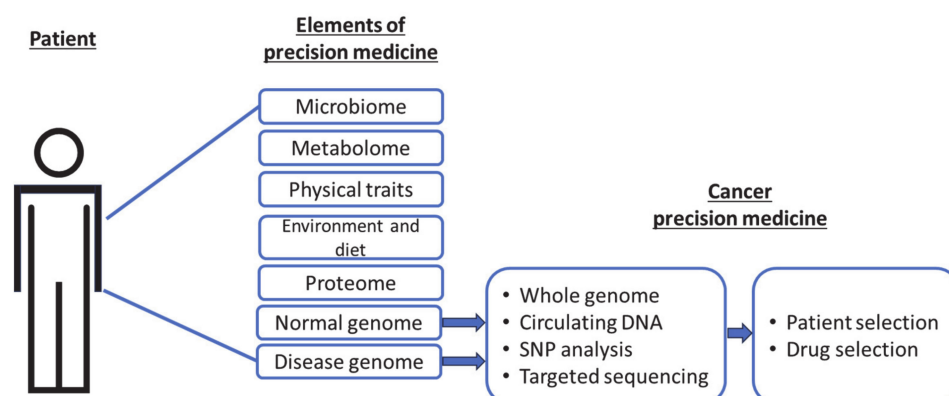 Patient
Elements of
precision medicine
Microbiome
Metabolome
Physical traits
Environment and
diet
Proteome
Normal genome
Disease genome
Cancer
precision medicine
• Whole genome
• Circulating DNA
• SNP analysis
• Targeted sequencing
• Patient selection
• Drug selection